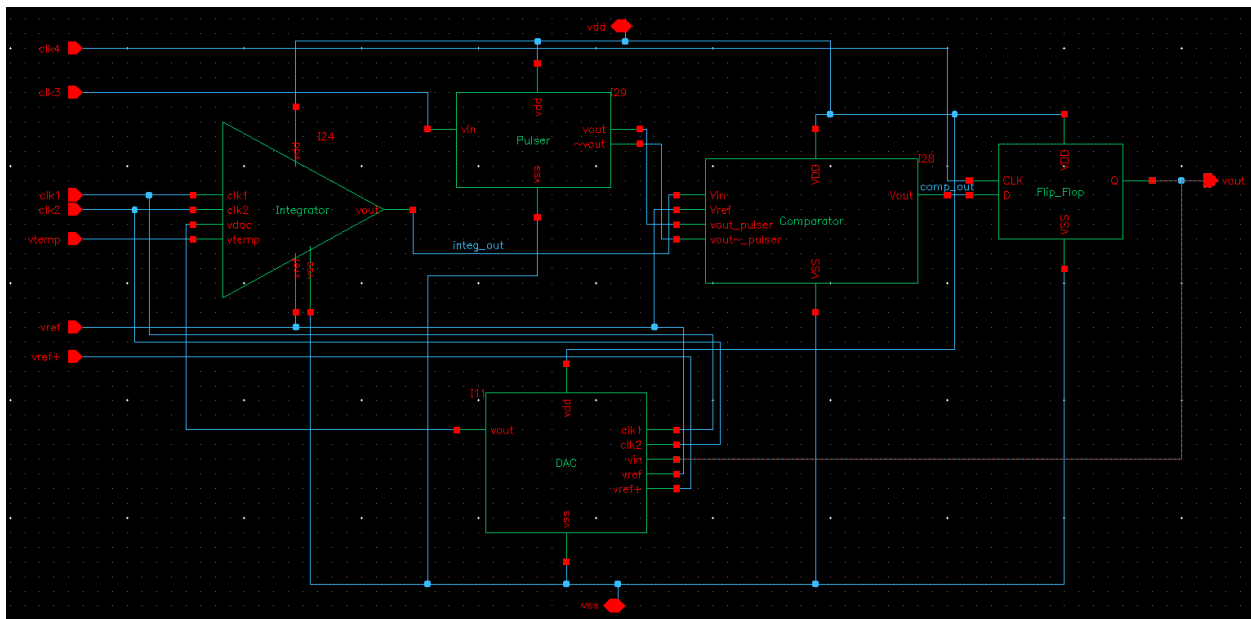 vdd
clk4
clk3
I29
vdd
vin
Pulser
vout
~vout
vss
I24
vdd
clk1
clk2
vdac
vtemp
clk1
clk2
vtemp
Integrator
vout
vref
integ_out
I28
VDD
Vin
Vref
vout_pulser
vout~_pulser
Comparator
Vout
VSS
comp_out
VDD
CLK
D
Flip_Flop
Q
VSS
vout
vref
vref+
I11
vdd
vout
DAC
clk1
clk2
vin
vref
vref+
vss
vss